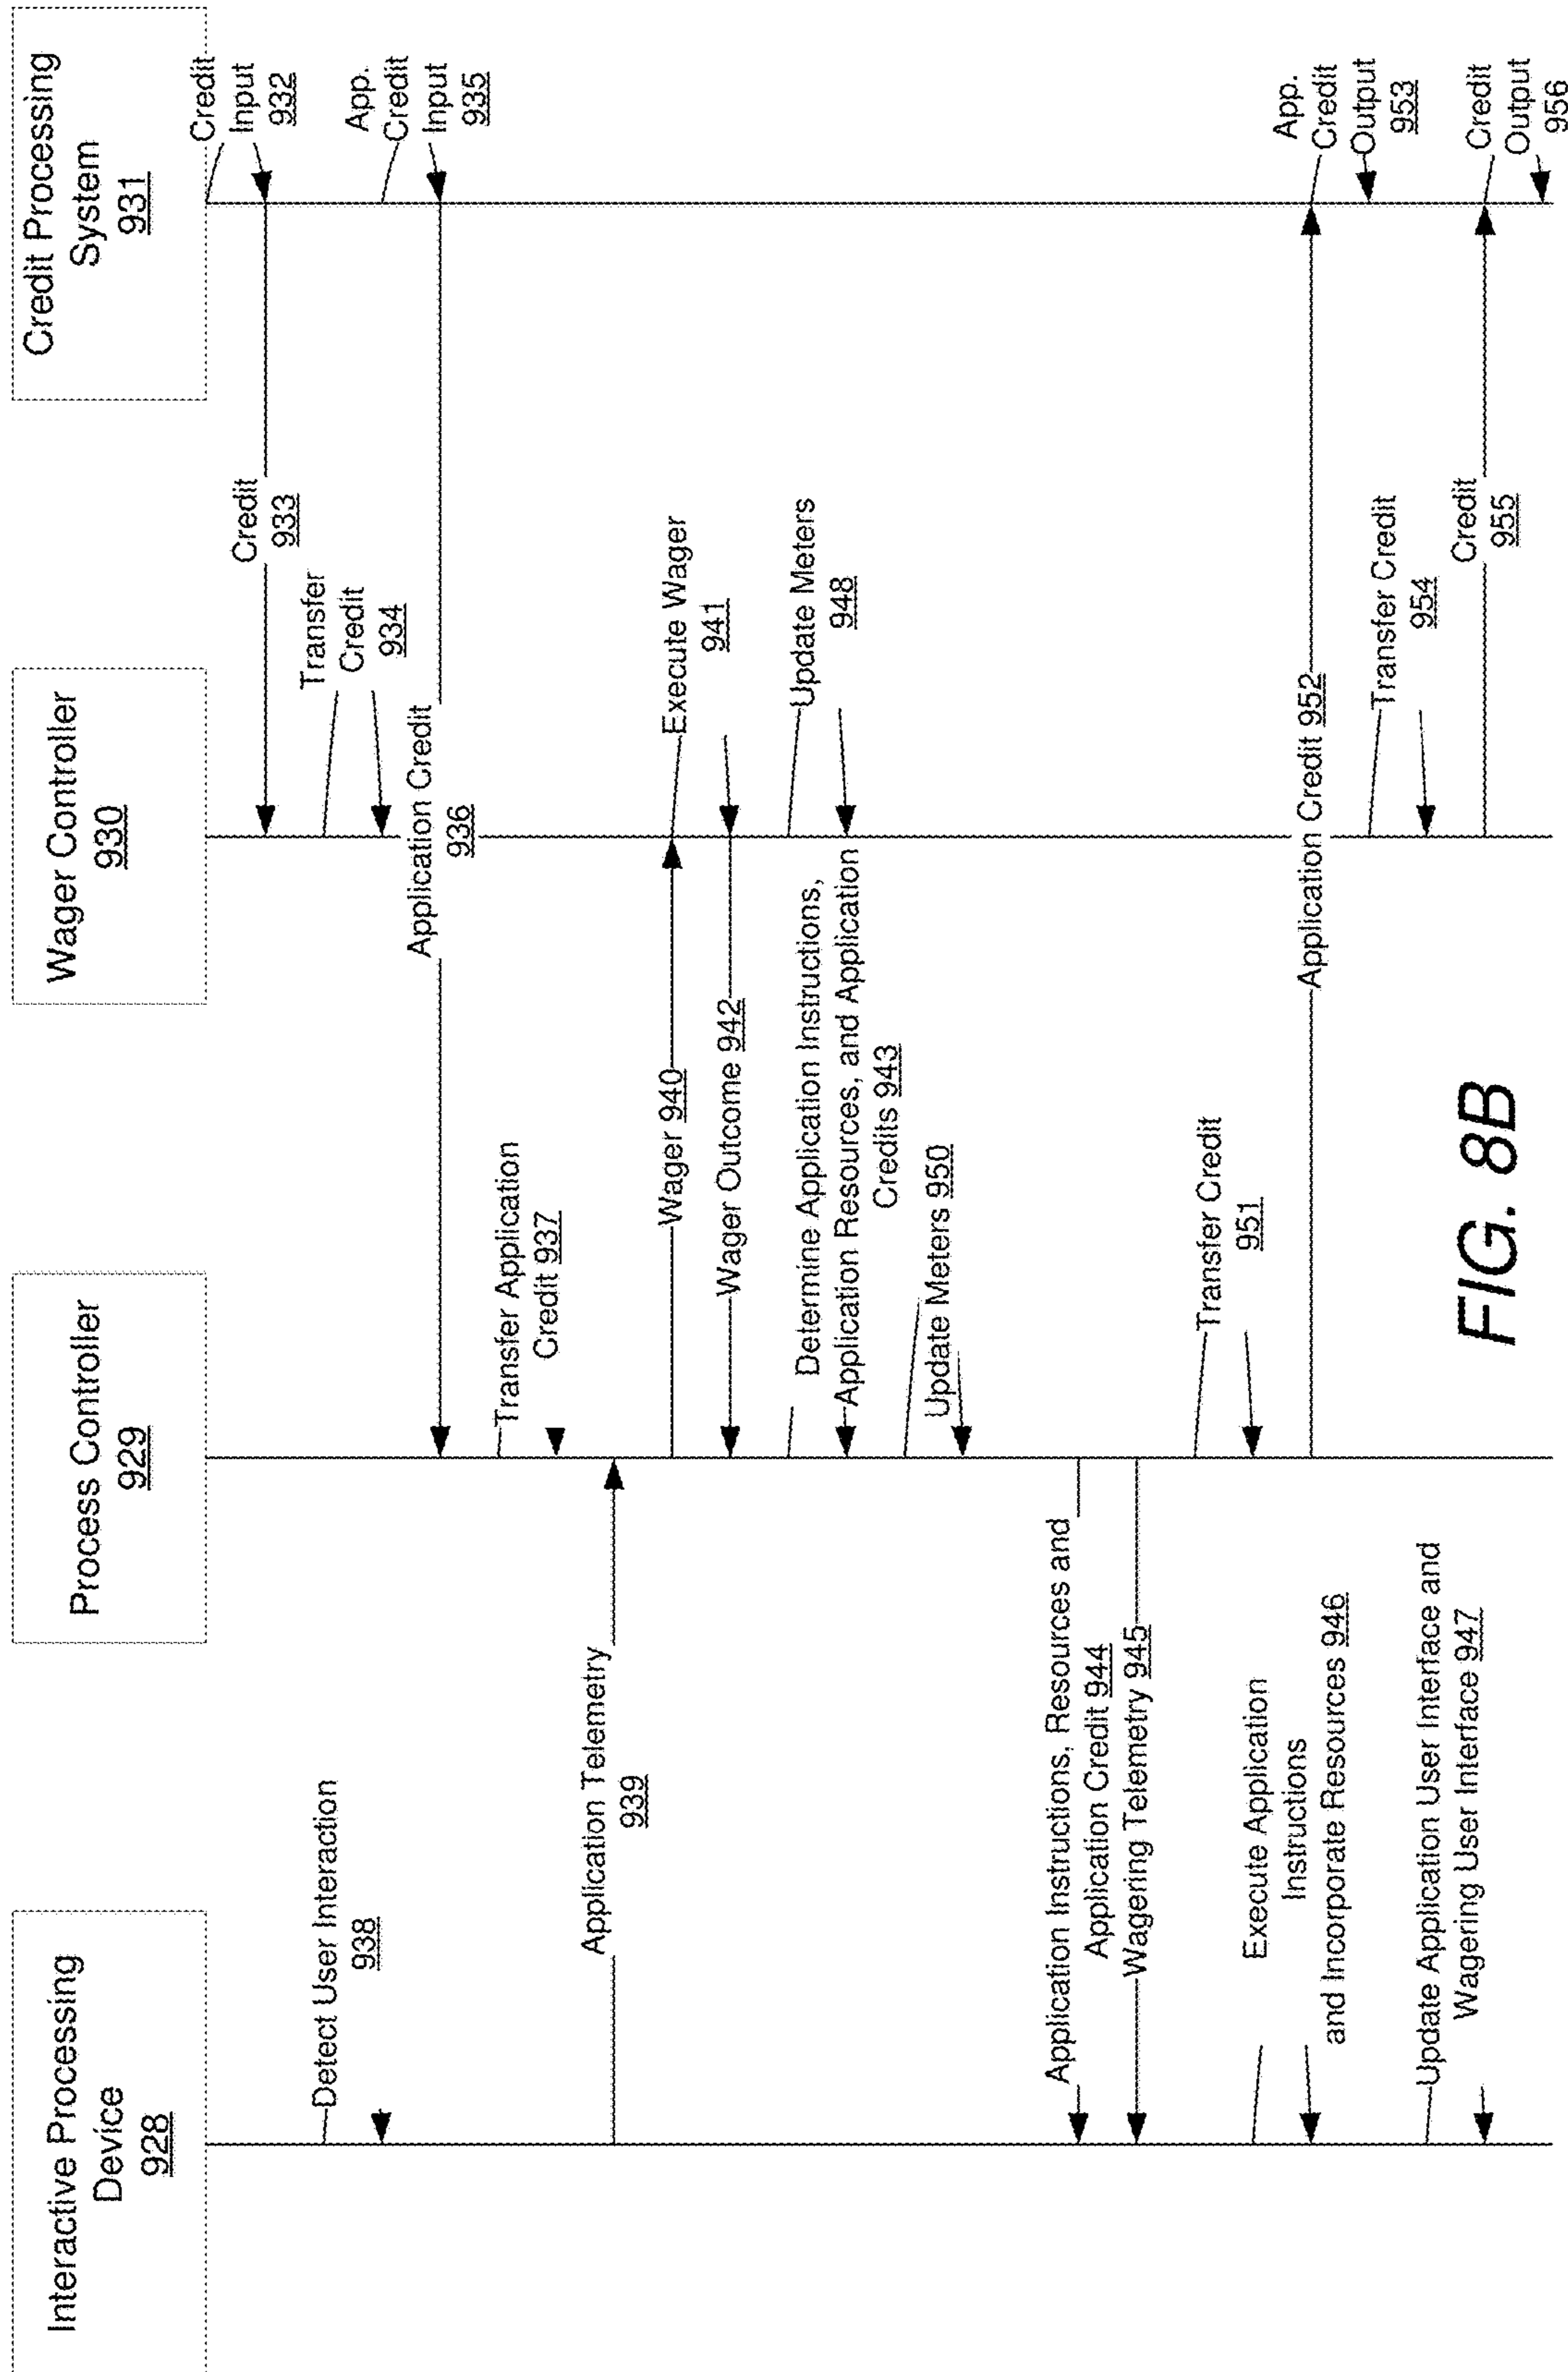 Interactive Processing
Device
928
Process Controller
929
Wager Controller
930
Credit Processing
System
931
Credit
Input
932
Credit
933
Transfer
Credit
934
Detect User Interaction
938
App.
Credit
Input
935
Application Credit
936
Transfer Application
Credit 937
Application Telemetry
939
Wager 940
Execute Wager
941
Wager Outcome 942
Determine Application Instructions,
Application Resources, and Application
Credits 943
Update Meters
948
Update Meters 950
Application Instructions, Resources and
Application Credit 944
Wagering Telemetry 945
Transfer Credit
951
Execute Application
Instructions
and Incorporate Resources 946
Application Credit 952
App.
Credit
Output
953
Transfer Credit
954
Update Application User Interface and
Wagering User Interface 947
Credit
955
Credit
Output
956
FIG. 8B